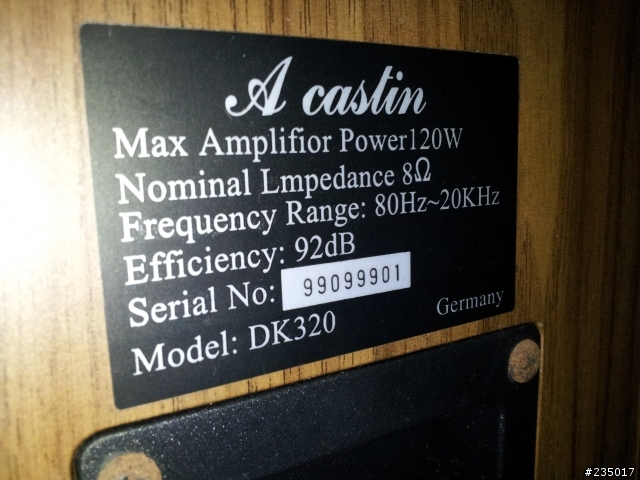 A castin
Max Amplifior Power120W
Nominal Lmpedance 8Ω
Frequency Range: 80Hz~20KHz
Efficiency: 92dB
Serial No: 99099901
Model: DK320
Germany
#235017